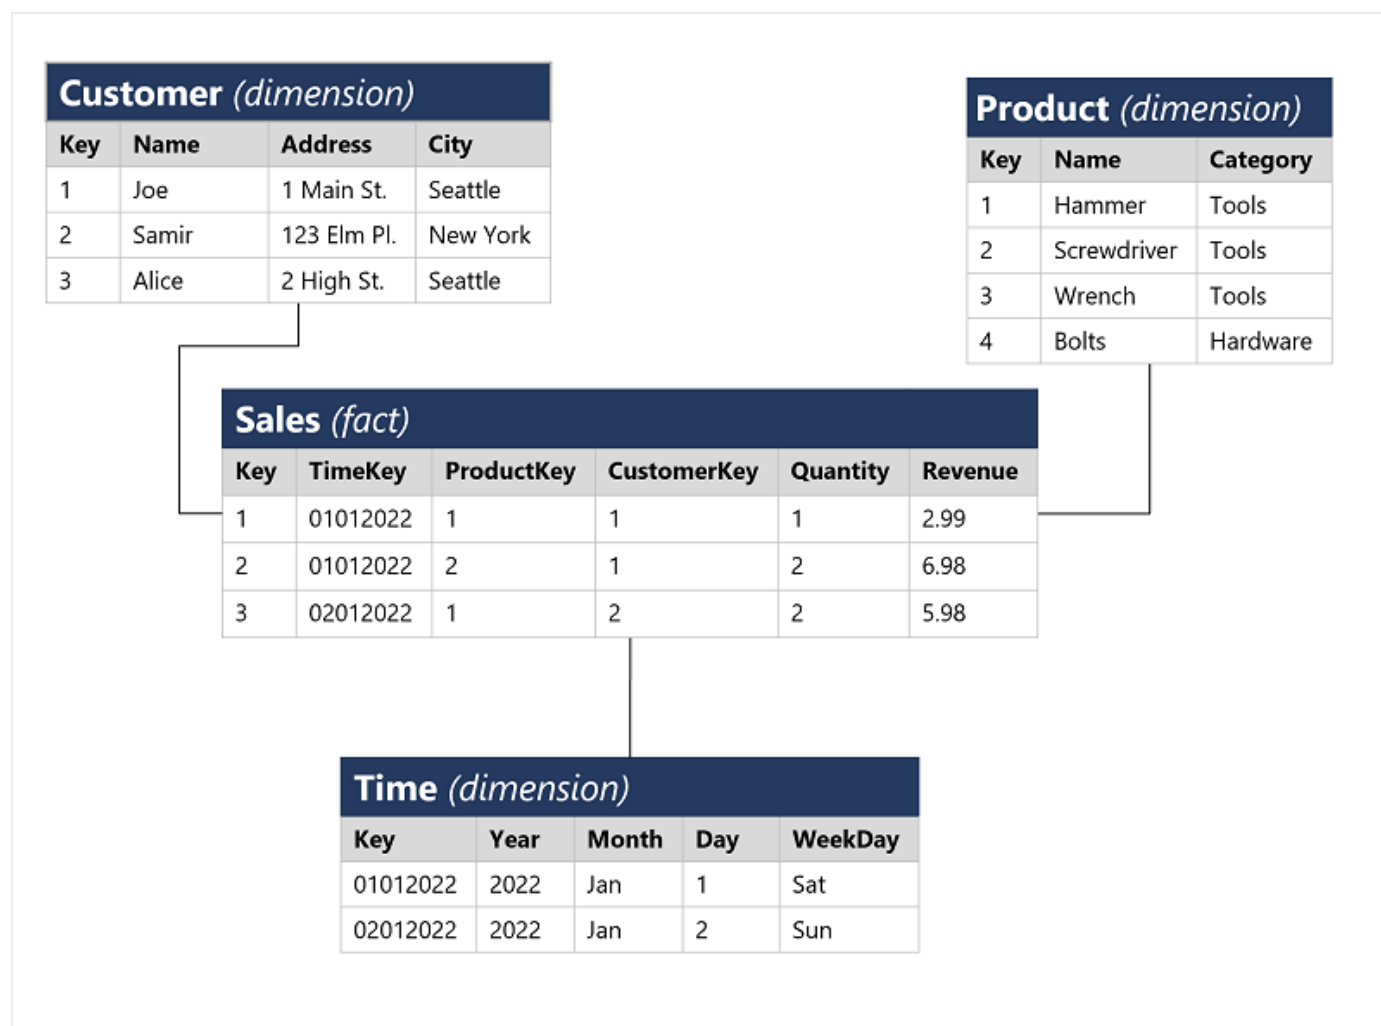 Customer (dimension)
Key Name Address City
1 Joe 1 Main St. Seattle
2 Samir 123 Elm Pl. New York
3 Alice 2 High St. Seattle
Product (dimension)
Key Name Category
1 Hammer Tools
2 Screwdriver Tools
3 Wrench Tools
4 Bolts Hardware
Sales (fact)
Key TimeKey ProductKey CustomerKey Quantity Revenue
1 01012022 1 1 1 2.99
2 01012022 2 1 2 6.98
3 02012022 1 2 2 5.98
Time (dimension)
Key Year Month Day WeekDay
01012022 2022 Jan 1 Sat
02012022 2022 Jan 2 Sun